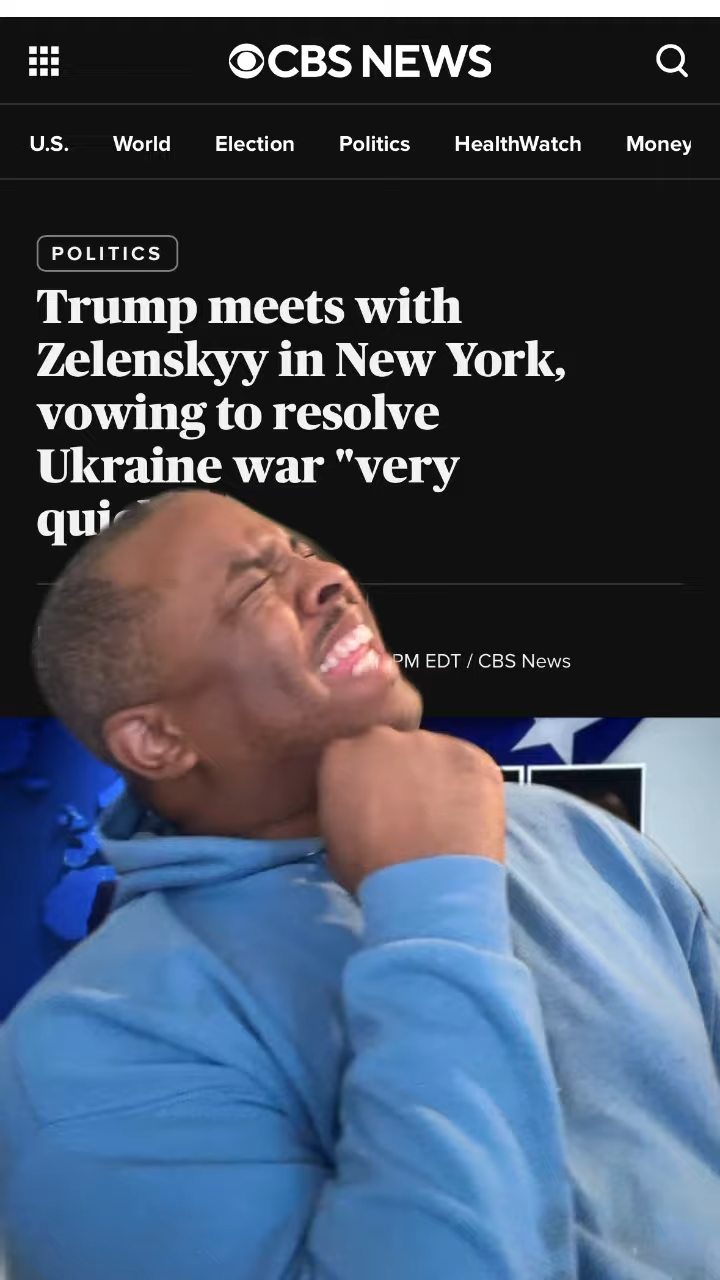 CBS NEWS
U.S. World Election Politics HealthWatch Money
POLITICS
Trump meets with
Zelenskyy in New York,
vowing to resolve
Ukraine war "very
PM EDT / CBS News